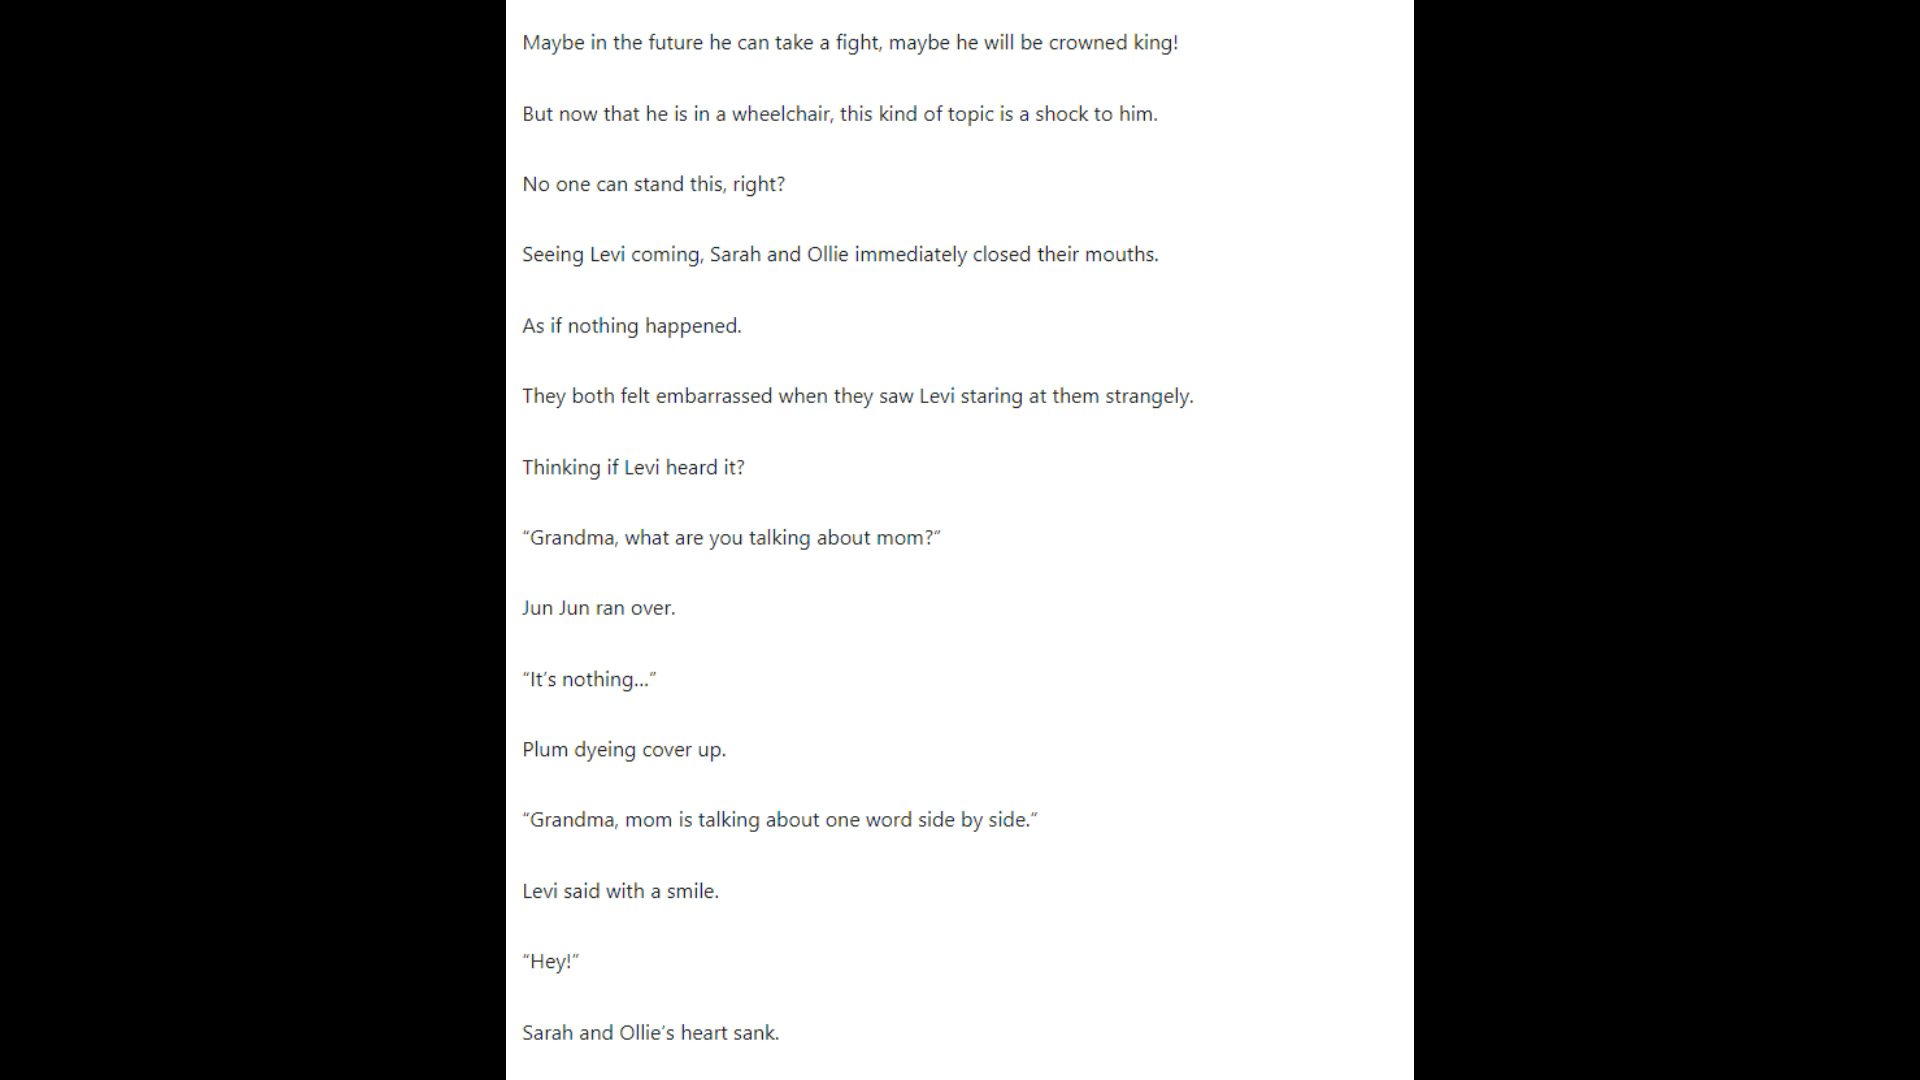 Maybe in the future he can take a fight, maybe he will be crowned king!
But now that he is in a wheelchair, this kind of topic is a shock to him.
No one can stand this, right?
Seeing Levi coming, Sarah and Ollie immediately closed their mouths.
As if nothing happened.
They both felt embarrassed when they saw Levi staring at them strangely.
Thinking if Levi heard it?
“Grandma, what are you talking about mom?”
Jun Jun ran over.
“It’s nothing…”
Plum dyeing cover up.
“Grandma, mom is talking about one word side by side.”
Levi said with a smile.
“Hey!”
Sarah and Ollie’s heart sank.